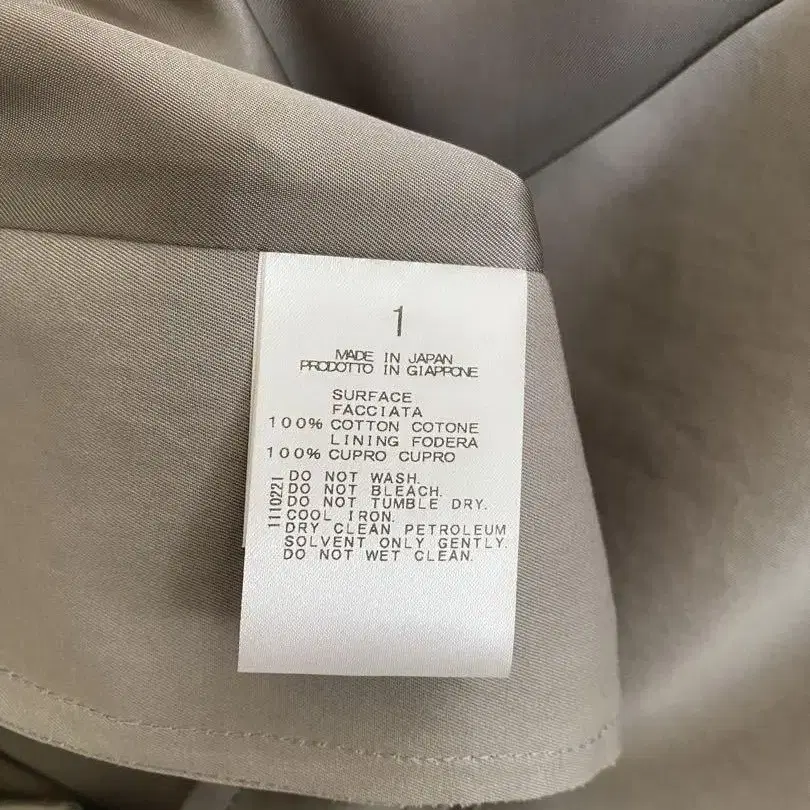 1
MADE IN JAPAN
PRODOTTO IN GIAPPONE
SURFACE
FACCIATA
100% COTTON COTONE
LINING FODERA
100% CUPRO CUPRO
DO NOT WASH.
DO NOT BLEACH.
DO NOT TUMBLE DRY.
COOL IRON.
DRY CLEAN PETROLEUM
SOLVENT ONLY GENTLY.
DO NOT WET CLEAN.
1110221